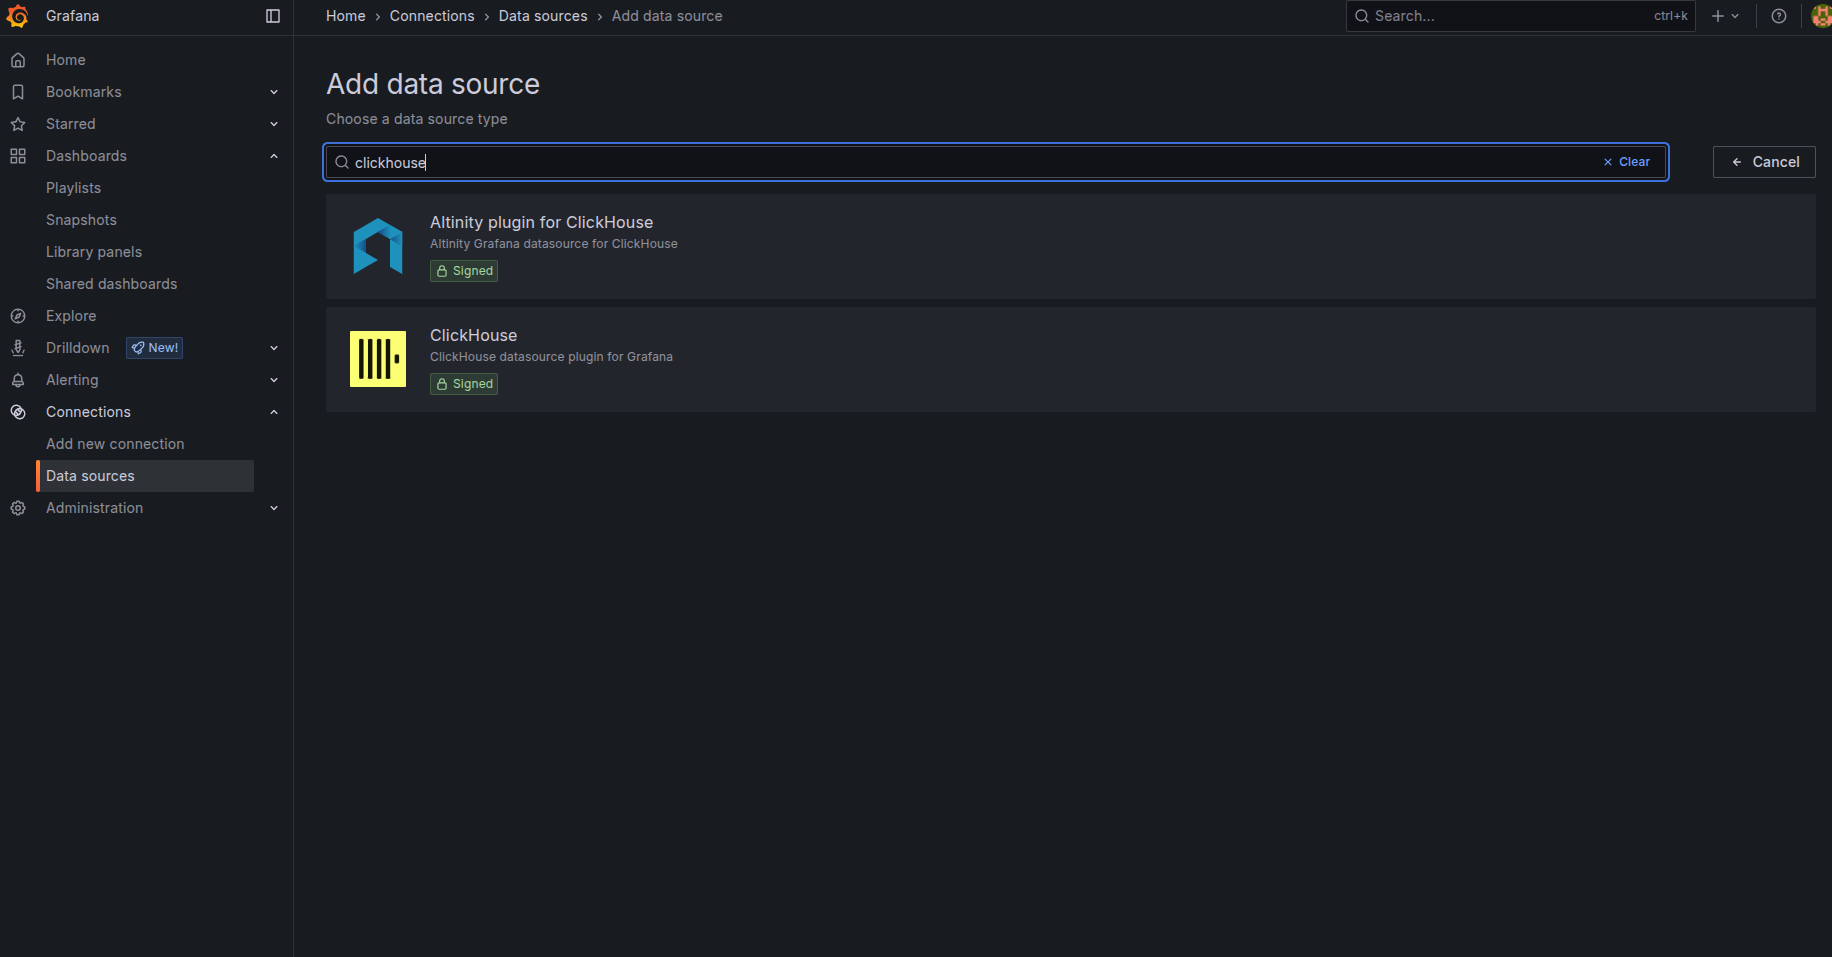 Grafana
Home
Bookmarks
Starred
Dashboards
Playlists
Snapshots
Library panels
Shared dashboards
Explore
Drilldown New!
Alerting
Connections
Add new connection
Data sources
Administration
Home › Connections › Data sources › Add data source
Search... ctrl+k
Add data source
Choose a data source type
clickhouse Clear
Cancel
Altinity plugin for ClickHouse
Altinity Grafana datasource for ClickHouse
Signed
ClickHouse
ClickHouse datasource plugin for Grafana
Signed